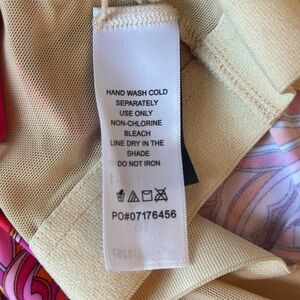 HAND WASH COLD
SEPARATELY
USE ONLY
NON-CHLORINE
BLEACH
LINE DRY IN THE
SHADE
DO NOT IRON
PO#07176456